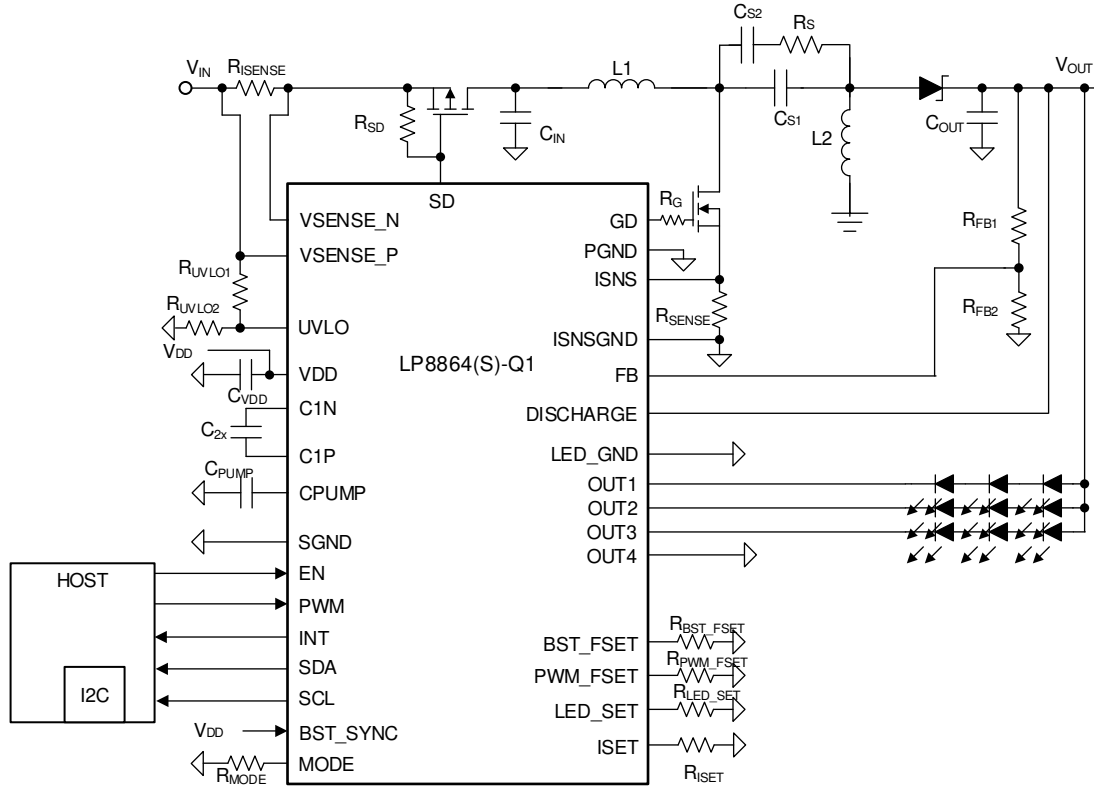 CS2
RS
VIN
RISENSE
L1
VOUT
RSD
CIN
CS1
L2
COUT
SD
RG
VSENSE_N
GD
RFB1
VSENSE_P
PGND
RUVLO1
ISNS
RFB2
RUVLO2
RSENSE
UVLO
ISNSGND
VDD
LP8864(S)-Q1
VDD
FB
CVDD
C1N
DISCHARGE
C2x
C1P
LED_GND
CPUMP
OUT1
CPUMP
OUT2
OUT3
SGND
OUT4
HOST
EN
PWM
RBST_FSET
INT
BST_FSET
RPWM_FSET
SDA
PWM_FSET
I2C
RLED_SET
SCL
LED_SET
VDD
BST_SYNC
ISET
MODE
RMODE
RISET